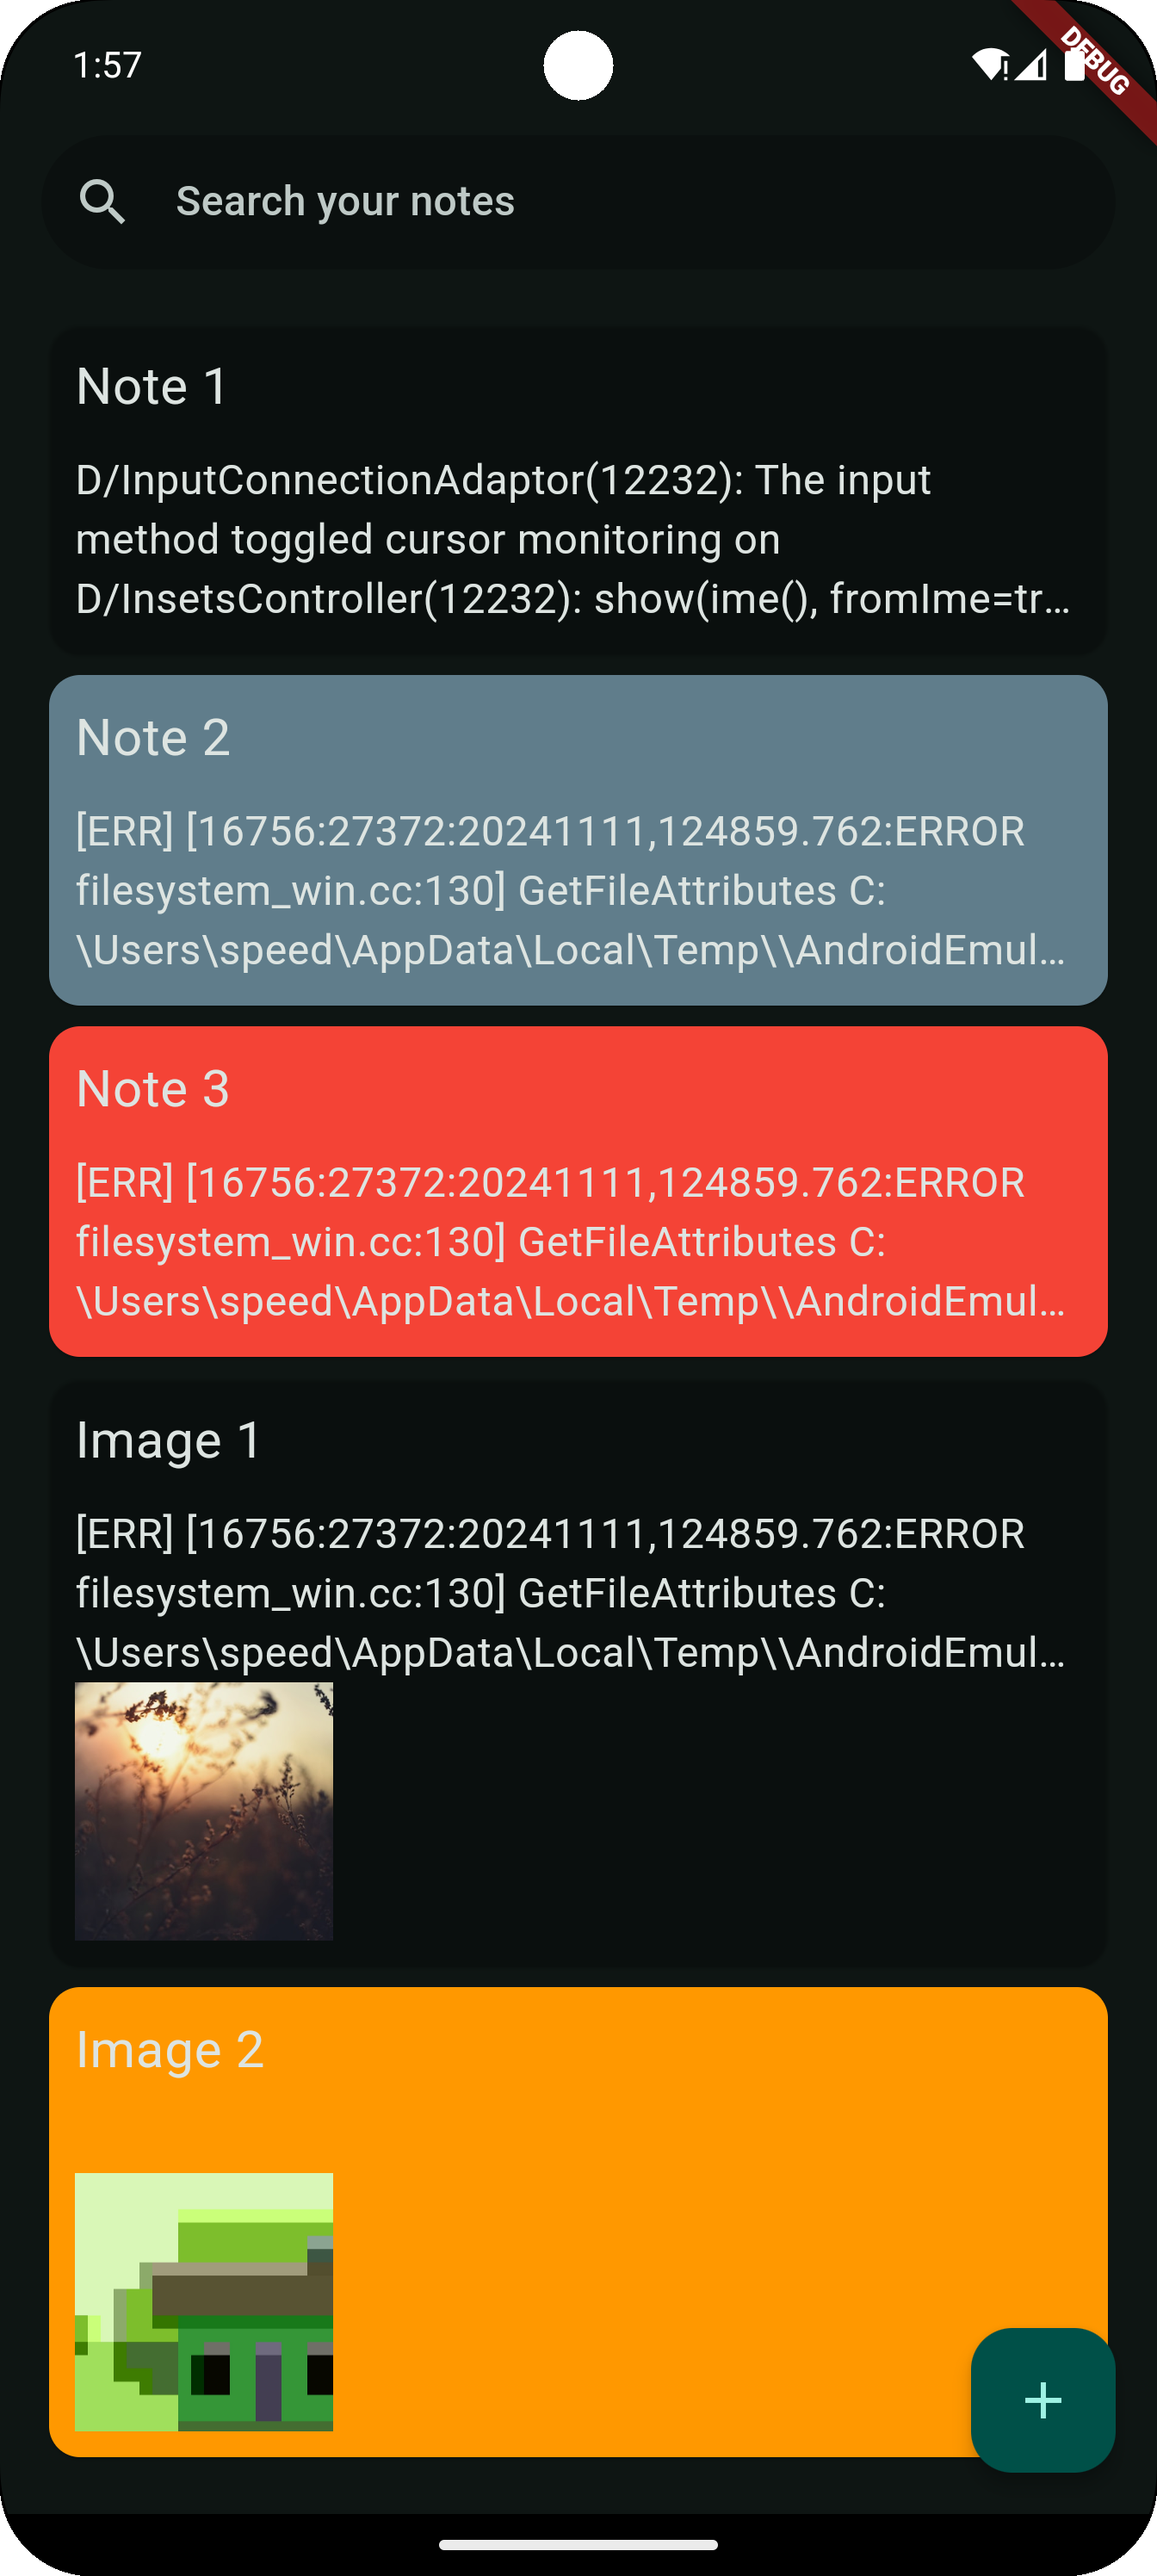 1:57
DEBUG
Search your notes
Note 1
D/InputConnectionAdaptor(12232): The input
method toggled cursor monitoring on
D/InsetsController(12232): show(ime(), fromIme=tr…
Note 2
[ERR] [16756:27372:20241111,124859.762:ERROR
filesystem_win.cc:130] GetFileAttributes C:
\Users\speed\AppData\Local\Temp\\AndroidEmul…
Note 3
[ERR] [16756:27372:20241111,124859.762:ERROR
filesystem_win.cc:130] GetFileAttributes C:
\Users\speed\AppData\Local\Temp\\AndroidEmul…
Image 1
[ERR] [16756:27372:20241111,124859.762:ERROR
filesystem_win.cc:130] GetFileAttributes C:
\Users\speed\AppData\Local\Temp\\AndroidEmul…
Image 2